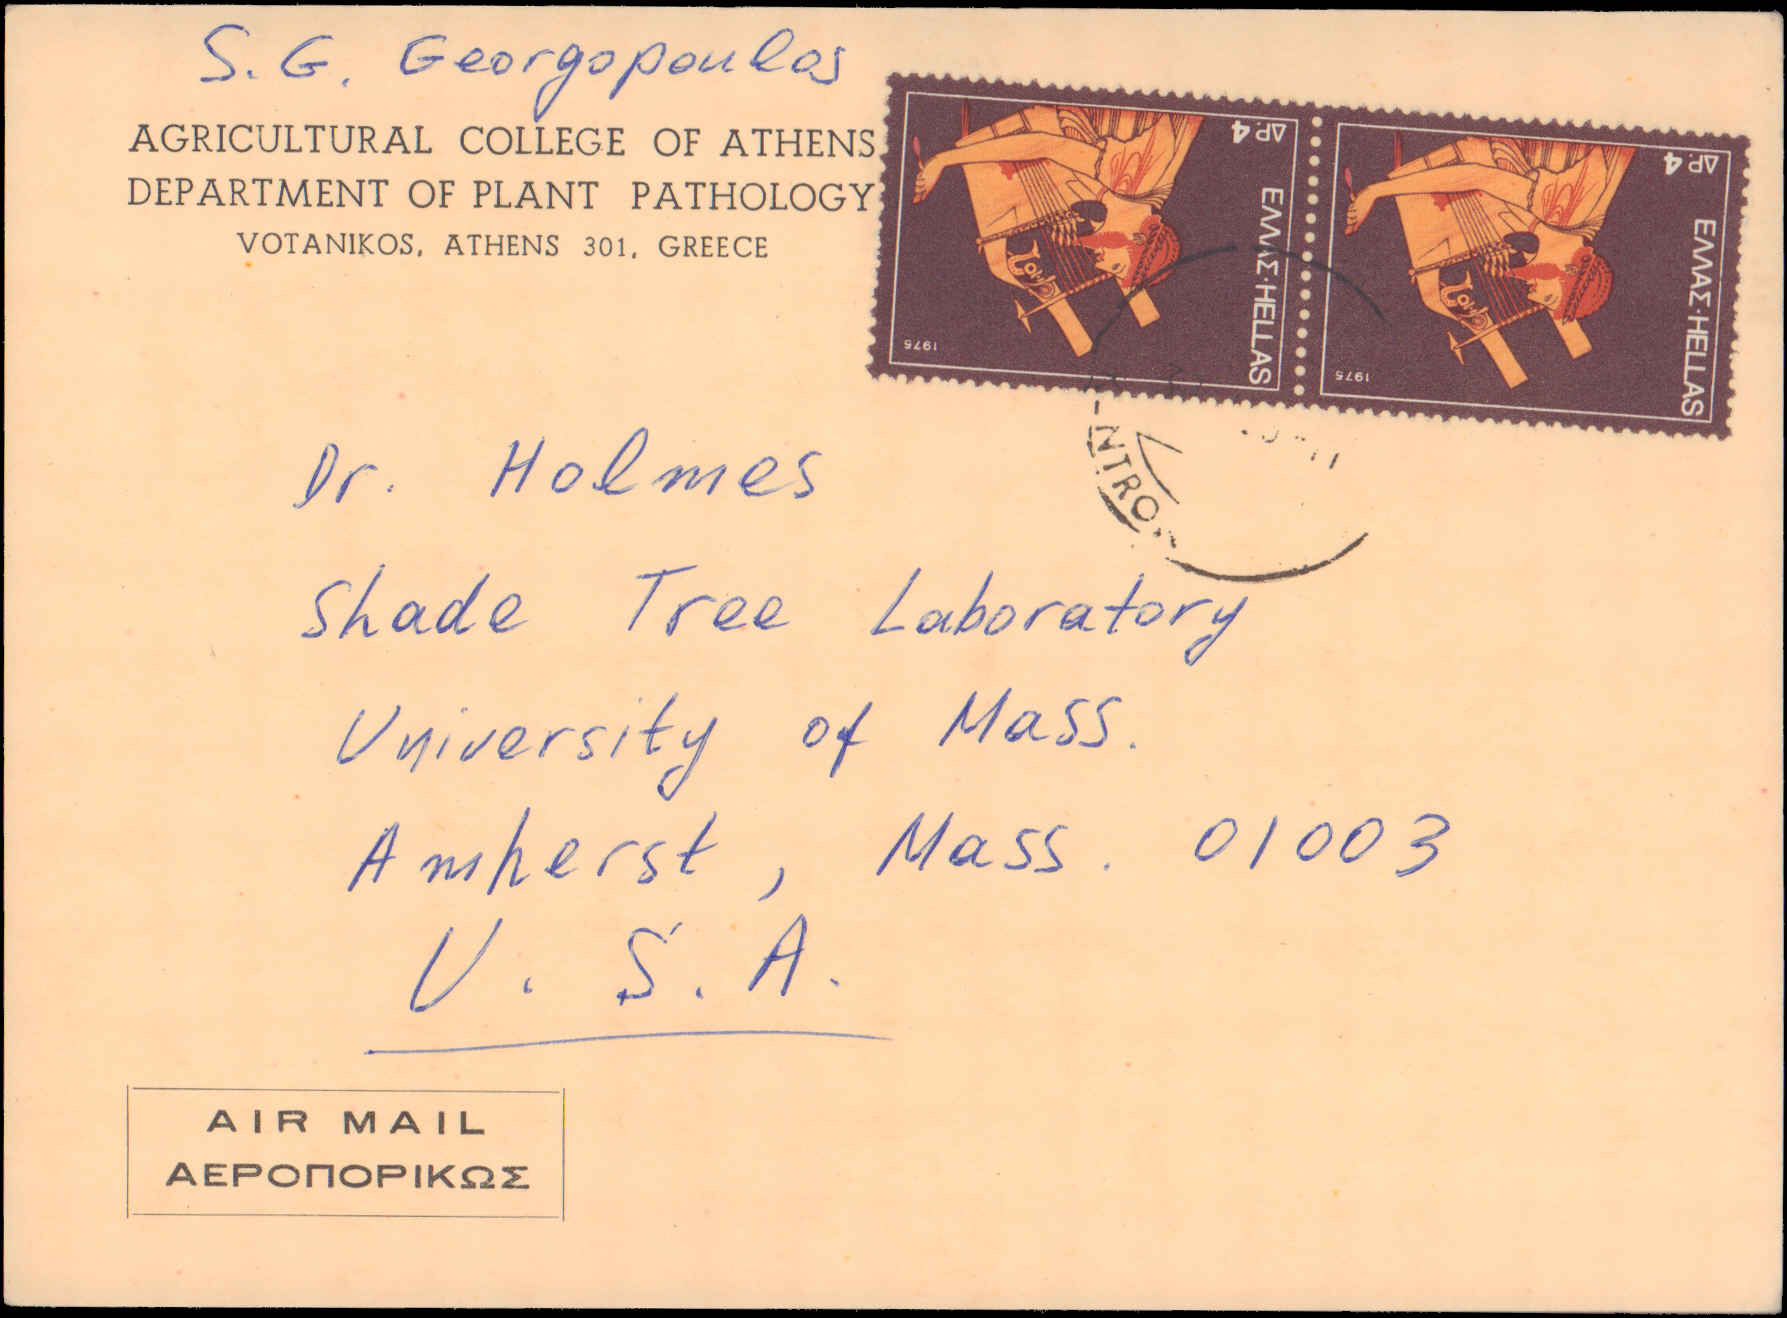 S. G. Georgopoulos
AGRICULTURAL COLLEGE OF ATHENS
DEPARTMENT OF PLANT PATHOLOGY
VOTANIKOS, ATHENS 301, GREECE
ΔΡ. 4
ΕΛΛΑΣ·HELLAS
1975
ΔΡ. 4
ΕΛΛΑΣ·HELLAS
1975
Dr. Holmes
Shade Tree Laboratory
University of Mass.
Amherst, Mass. 01003
U. S. A.
AIR MAIL
ΑΕΡΟΠΟΡΙΚΩΣ